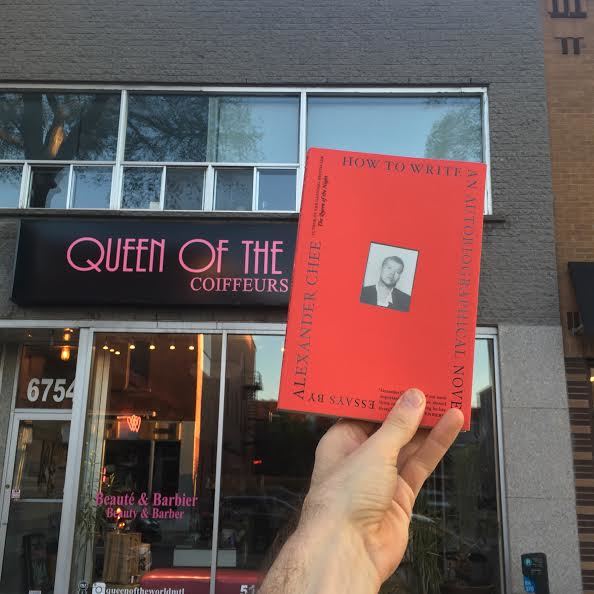 QUEEN OF THE
COIFFEURS
6754
Beauté & Barbier
Beauty & Barber
queenoftheworldmtl
51
HOW TO WRITE
AN AUTOBIOGRAPHICAL NOVEL
ESSAYS BY
ALEXANDER CHEE
The Queen of the Night